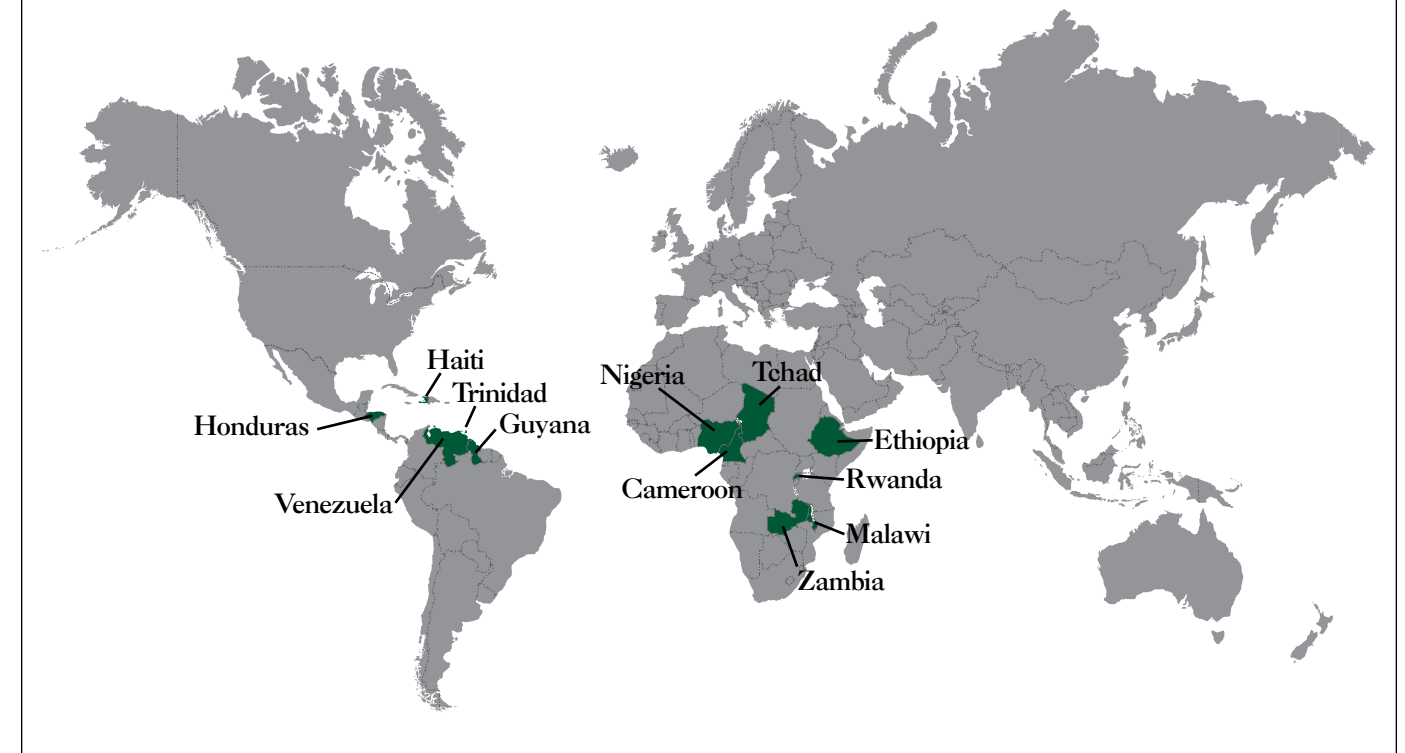 Haiti
Trinidad
Honduras
Guyana
Venezuela
Nigeria
Tchad
Ethiopia
Cameroon
Rwanda
Malawi
Zambia